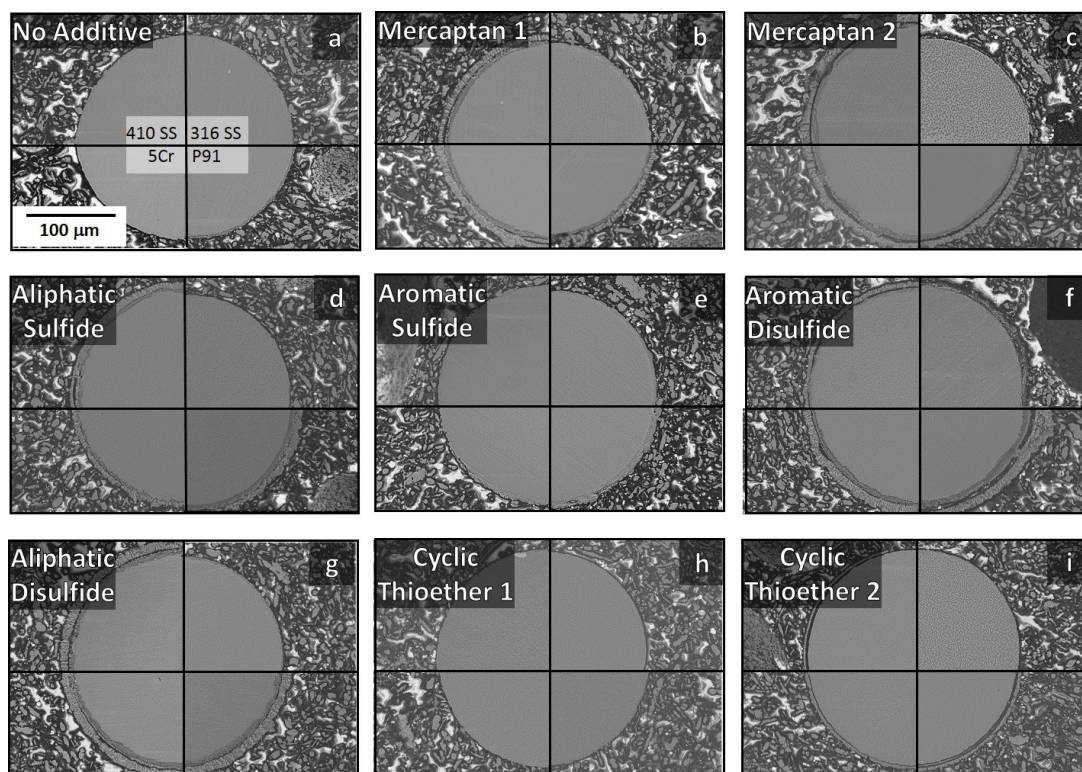 No Additive
a
410 SS
316 SS
5Cr
P91
100 µm
Mercaptan 1
b
Mercaptan 2
c
Aliphatic
Sulfide
d
Aromatic
Sulfide
e
Aromatic
Disulfide
f
Aliphatic
Disulfide
g
Cyclic
Thioether 1
h
Cyclic
Thioether 2
i